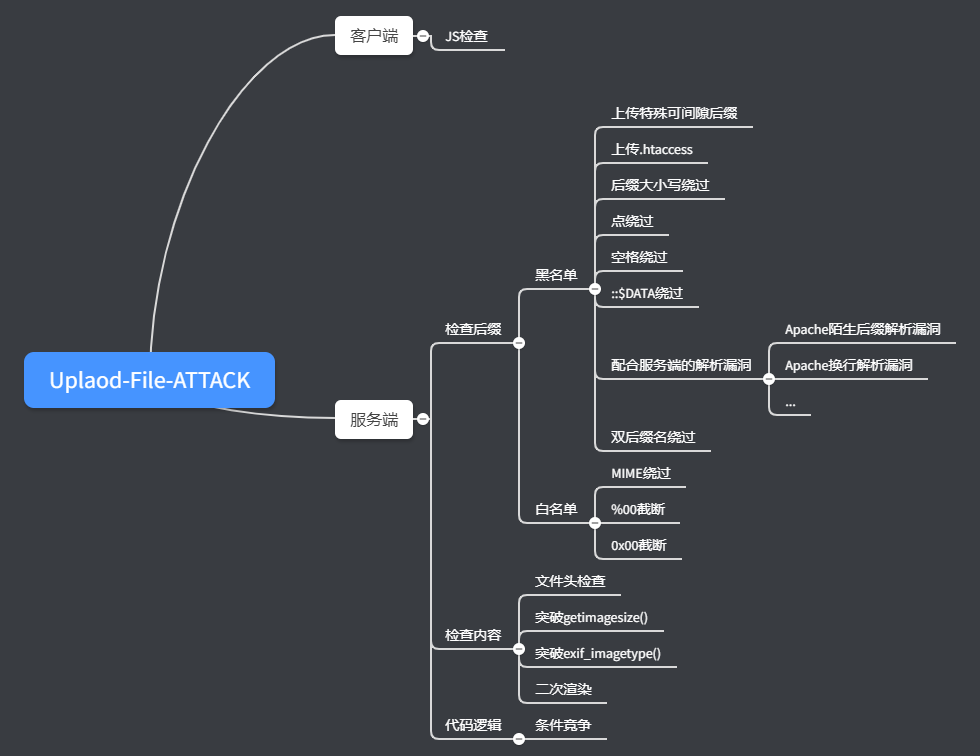 客户端
JS检查
上传特殊可间隙后缀
上传.htaccess
后缀大小写绕过
点绕过
空格绕过
黑名单
::$DATA绕过
检查后缀
Apache陌生后缀解析漏洞
配合服务端的解析漏洞
Apache换行解析漏洞
Uplaod-File-ATTACK
...
服务端
双后缀名绕过
MIME绕过
白名单
%00截断
0x00截断
文件头检查
突破getimagesize()
检查内容
突破exif_imagetype()
二次渲染
代码逻辑
条件竞争